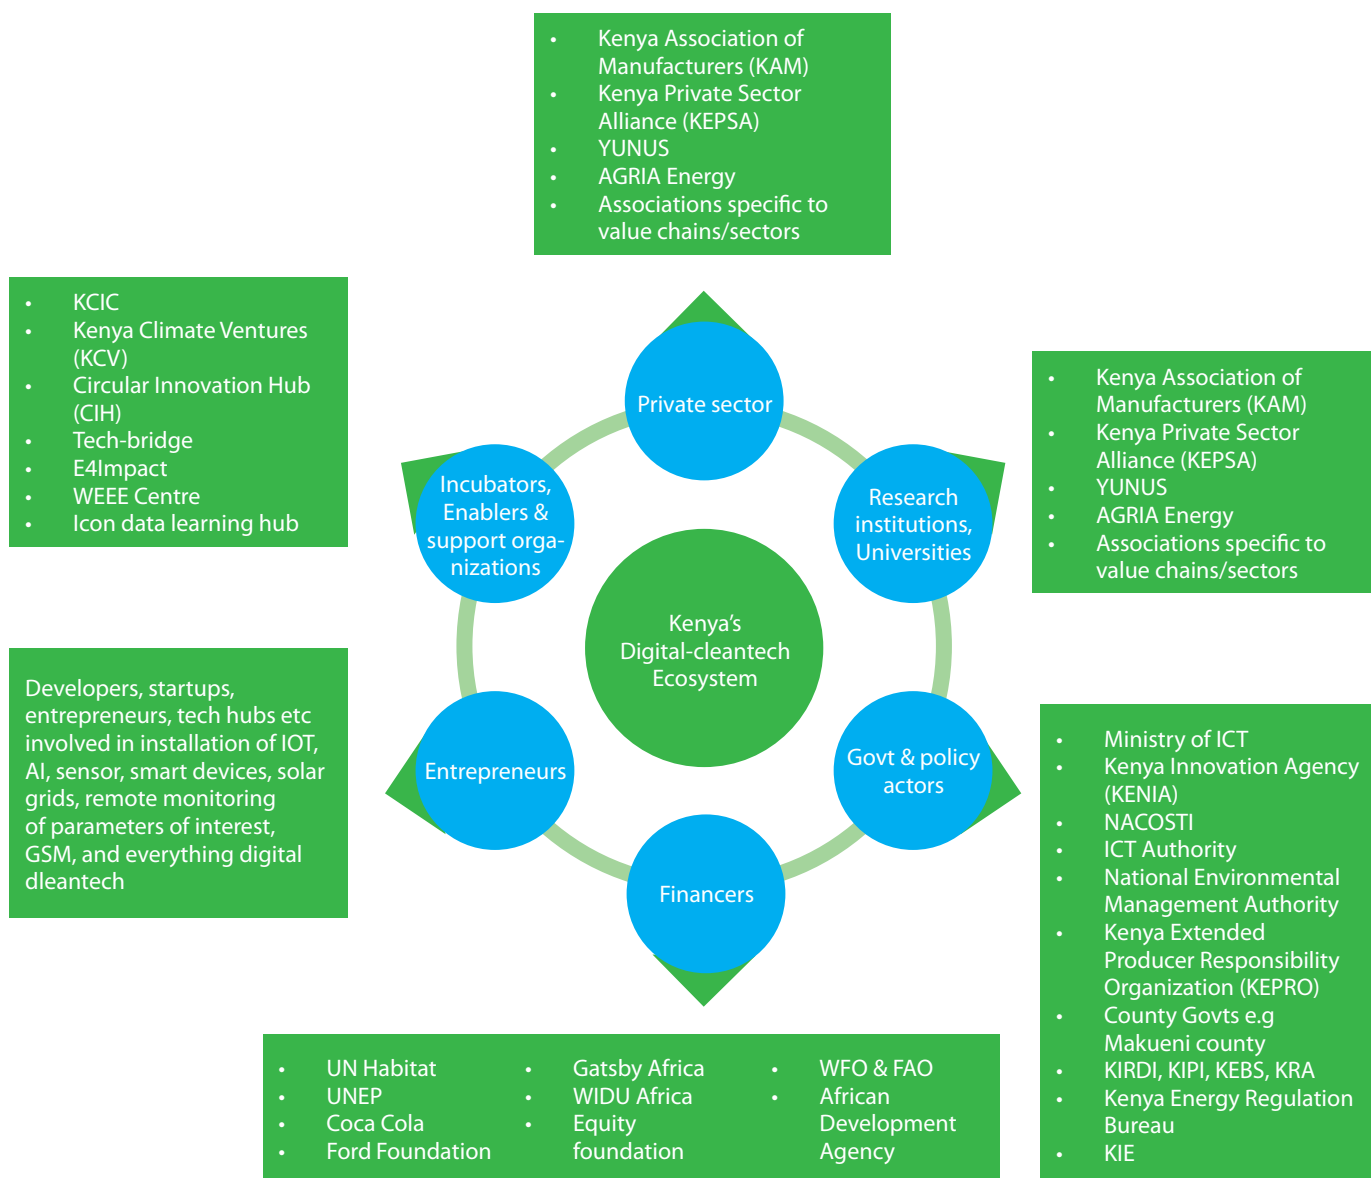 • Kenya Association of
Manufacturers (KAM)
• Kenya Private Sector
Alliance (KEPSA)
• YUNUS
• AGRIA Energy
• Associations specific to
value chains/sectors
• KCIC
• Kenya Climate Ventures
(KCV)
• Circular Innovation Hub
(CIH)
• Tech-bridge
• E4Impact
• WEEE Centre
• Icon data learning hub
Private sector
• Kenya Association of
Manufacturers (KAM)
• Kenya Private Sector
Alliance (KEPSA)
• YUNUS
• AGRIA Energy
• Associations specific to
value chains/sectors
Incubators,
Enablers &
support orga-
nizations
Research
institutions,
Universities
Kenya's
Digital-cleantech
Ecosystem
Developers, startups,
entrepreneurs, tech hubs etc
involved in installation of IOT,
AI, sensor, smart devices, solar
grids, remote monitoring
of parameters of interest,
GSM, and everything digital
dleantech
Entrepreneurs
Govt & policy
actors
• Ministry of ICT
• Kenya Innovation Agency
(KENIA)
• NACOSTI
• ICT Authority
• National Environmental
Management Authority
• Kenya Extended
Producer Responsibility
Organization (KEPRO)
• County Govts e.g
Makueni county
• KIRDI, KIPI, KEBS, KRA
• Kenya Energy Regulation
Bureau
• KIE
Financers
• UN Habitat
• UNEP
• Coca Cola
• Ford Foundation
• Gatsby Africa
• WIDU Africa
• Equity
foundation
• WFO & FAO
• African
Development
Agency